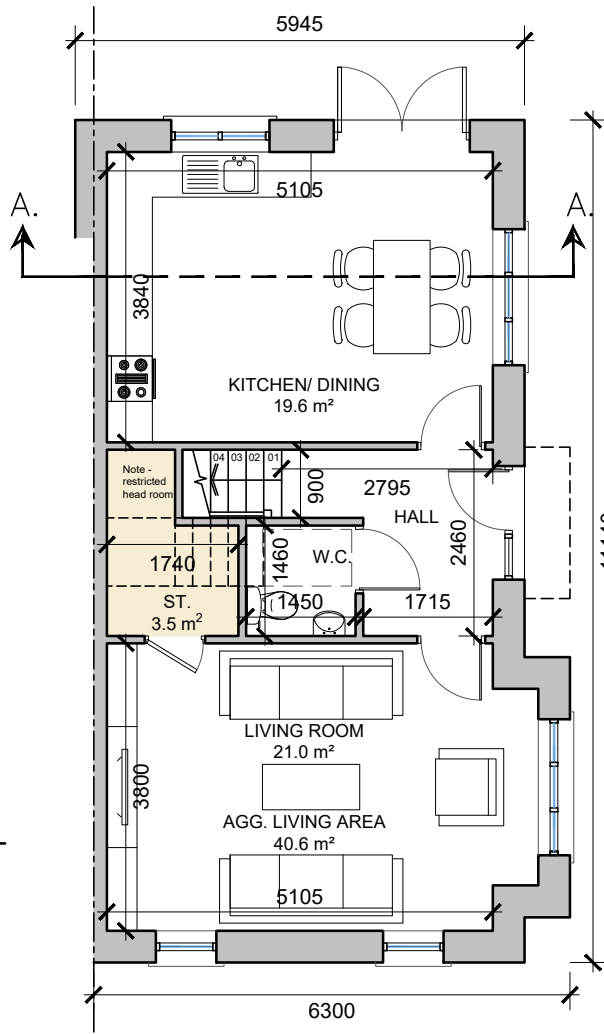 5945
A.
A.
5105
3840
KITCHEN/ DINING
19.6 m²
Note -
restricted
head room
04 03 02 01
900
2795
HALL
2460
1740
1460
W.C.
ST.
3.5 m²
1450
1715
LIVING ROOM
21.0 m²
3800
AGG. LIVING AREA
40.6 m²
5105
6300